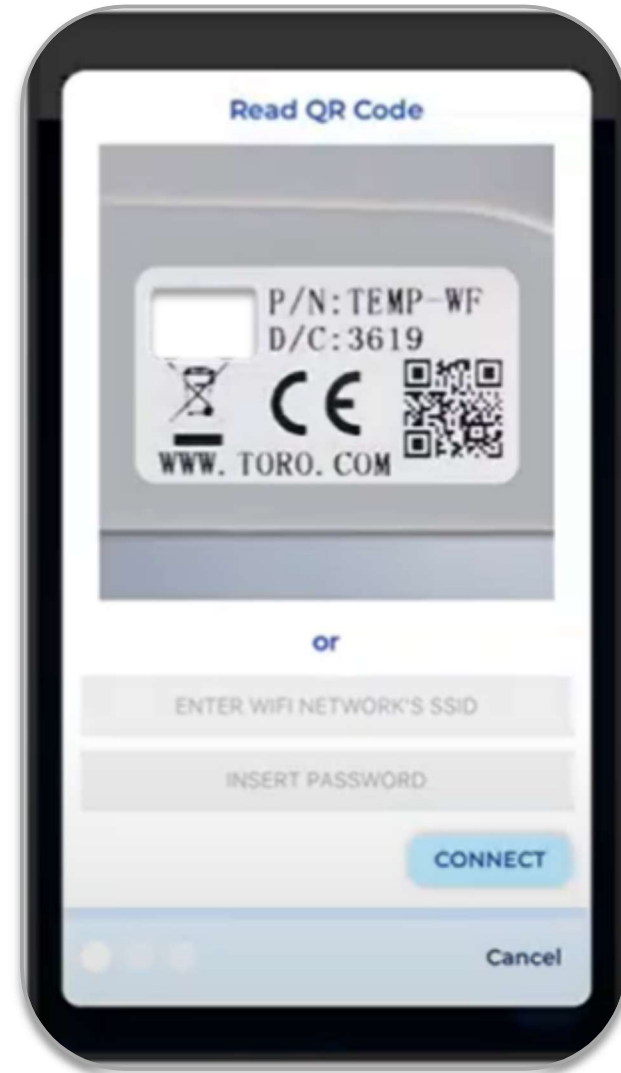 Read QR Code
P/N:TEMP-WF
D/C:3619
CE
WWW.TORO.COM
or
ENTER WIFI NETWORK'S SSID
INSERT PASSWORD
CONNECT
Cancel